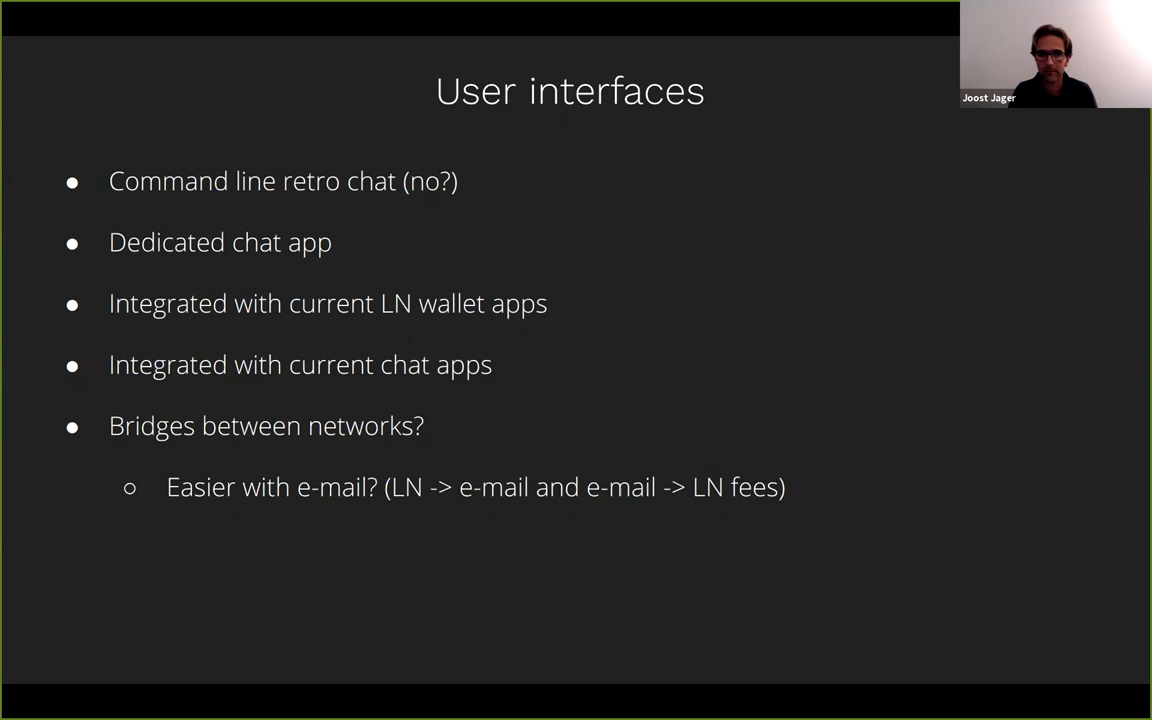 User interfaces
Joost Jager
● Command line retro chat (no?)
● Dedicated chat app
● Integrated with current LN wallet apps
● Integrated with current chat apps
● Bridges between networks?
○ Easier with e-mail? (LN -> e-mail and e-mail -> LN fees)